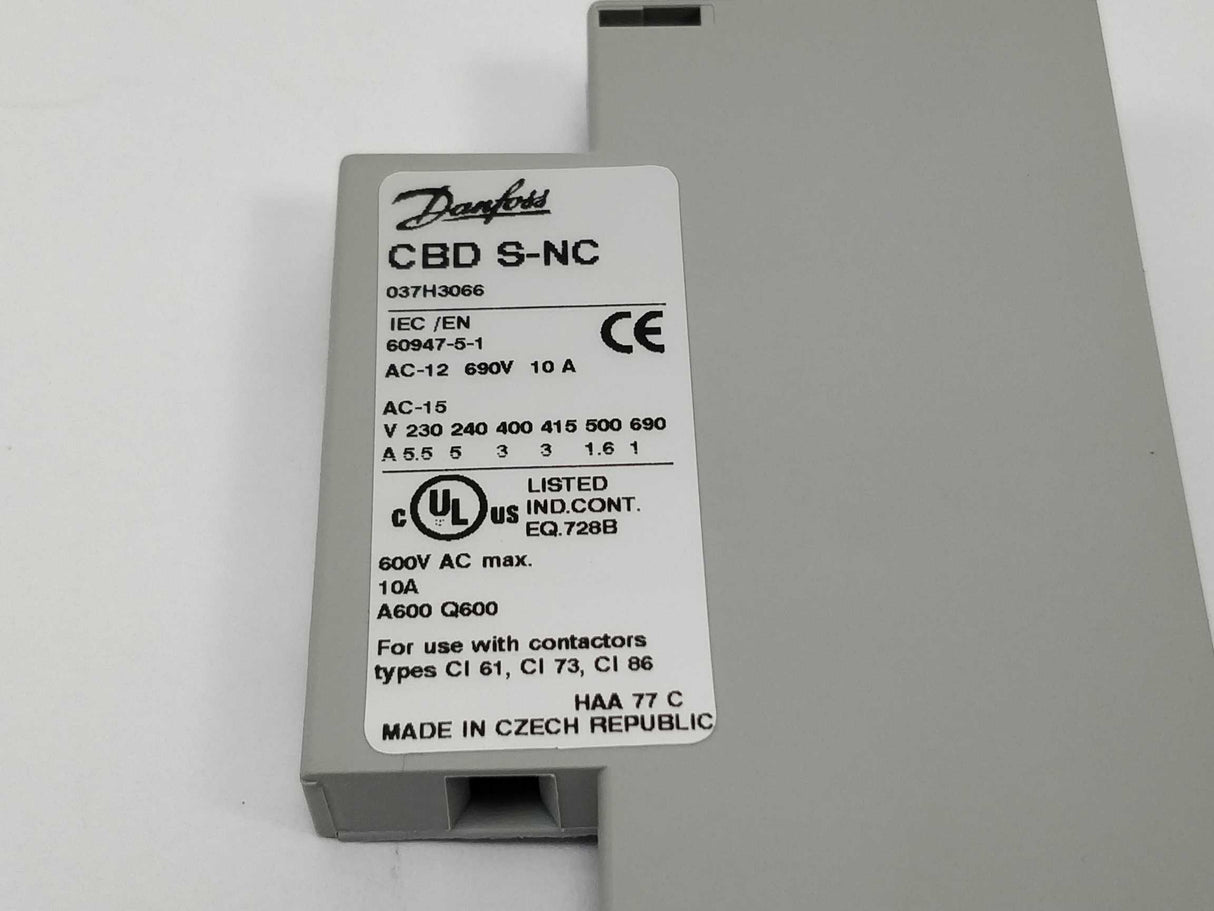 Danfoss
CBD S-NC
037H3066
IEC /EN
60947-5-1
CE
AC-12 690V 10 A
AC-15
V 230 240 400 415 500 690
A 5.5 5 3 3 1.6 1
C UL US LISTED
IND.CONT.
EQ.728B
600V AC max.
10A
A600 Q600
For use with contactors
types CI 61, CI 73, CI 86
HAA 77 C
MADE IN CZECH REPUBLIC